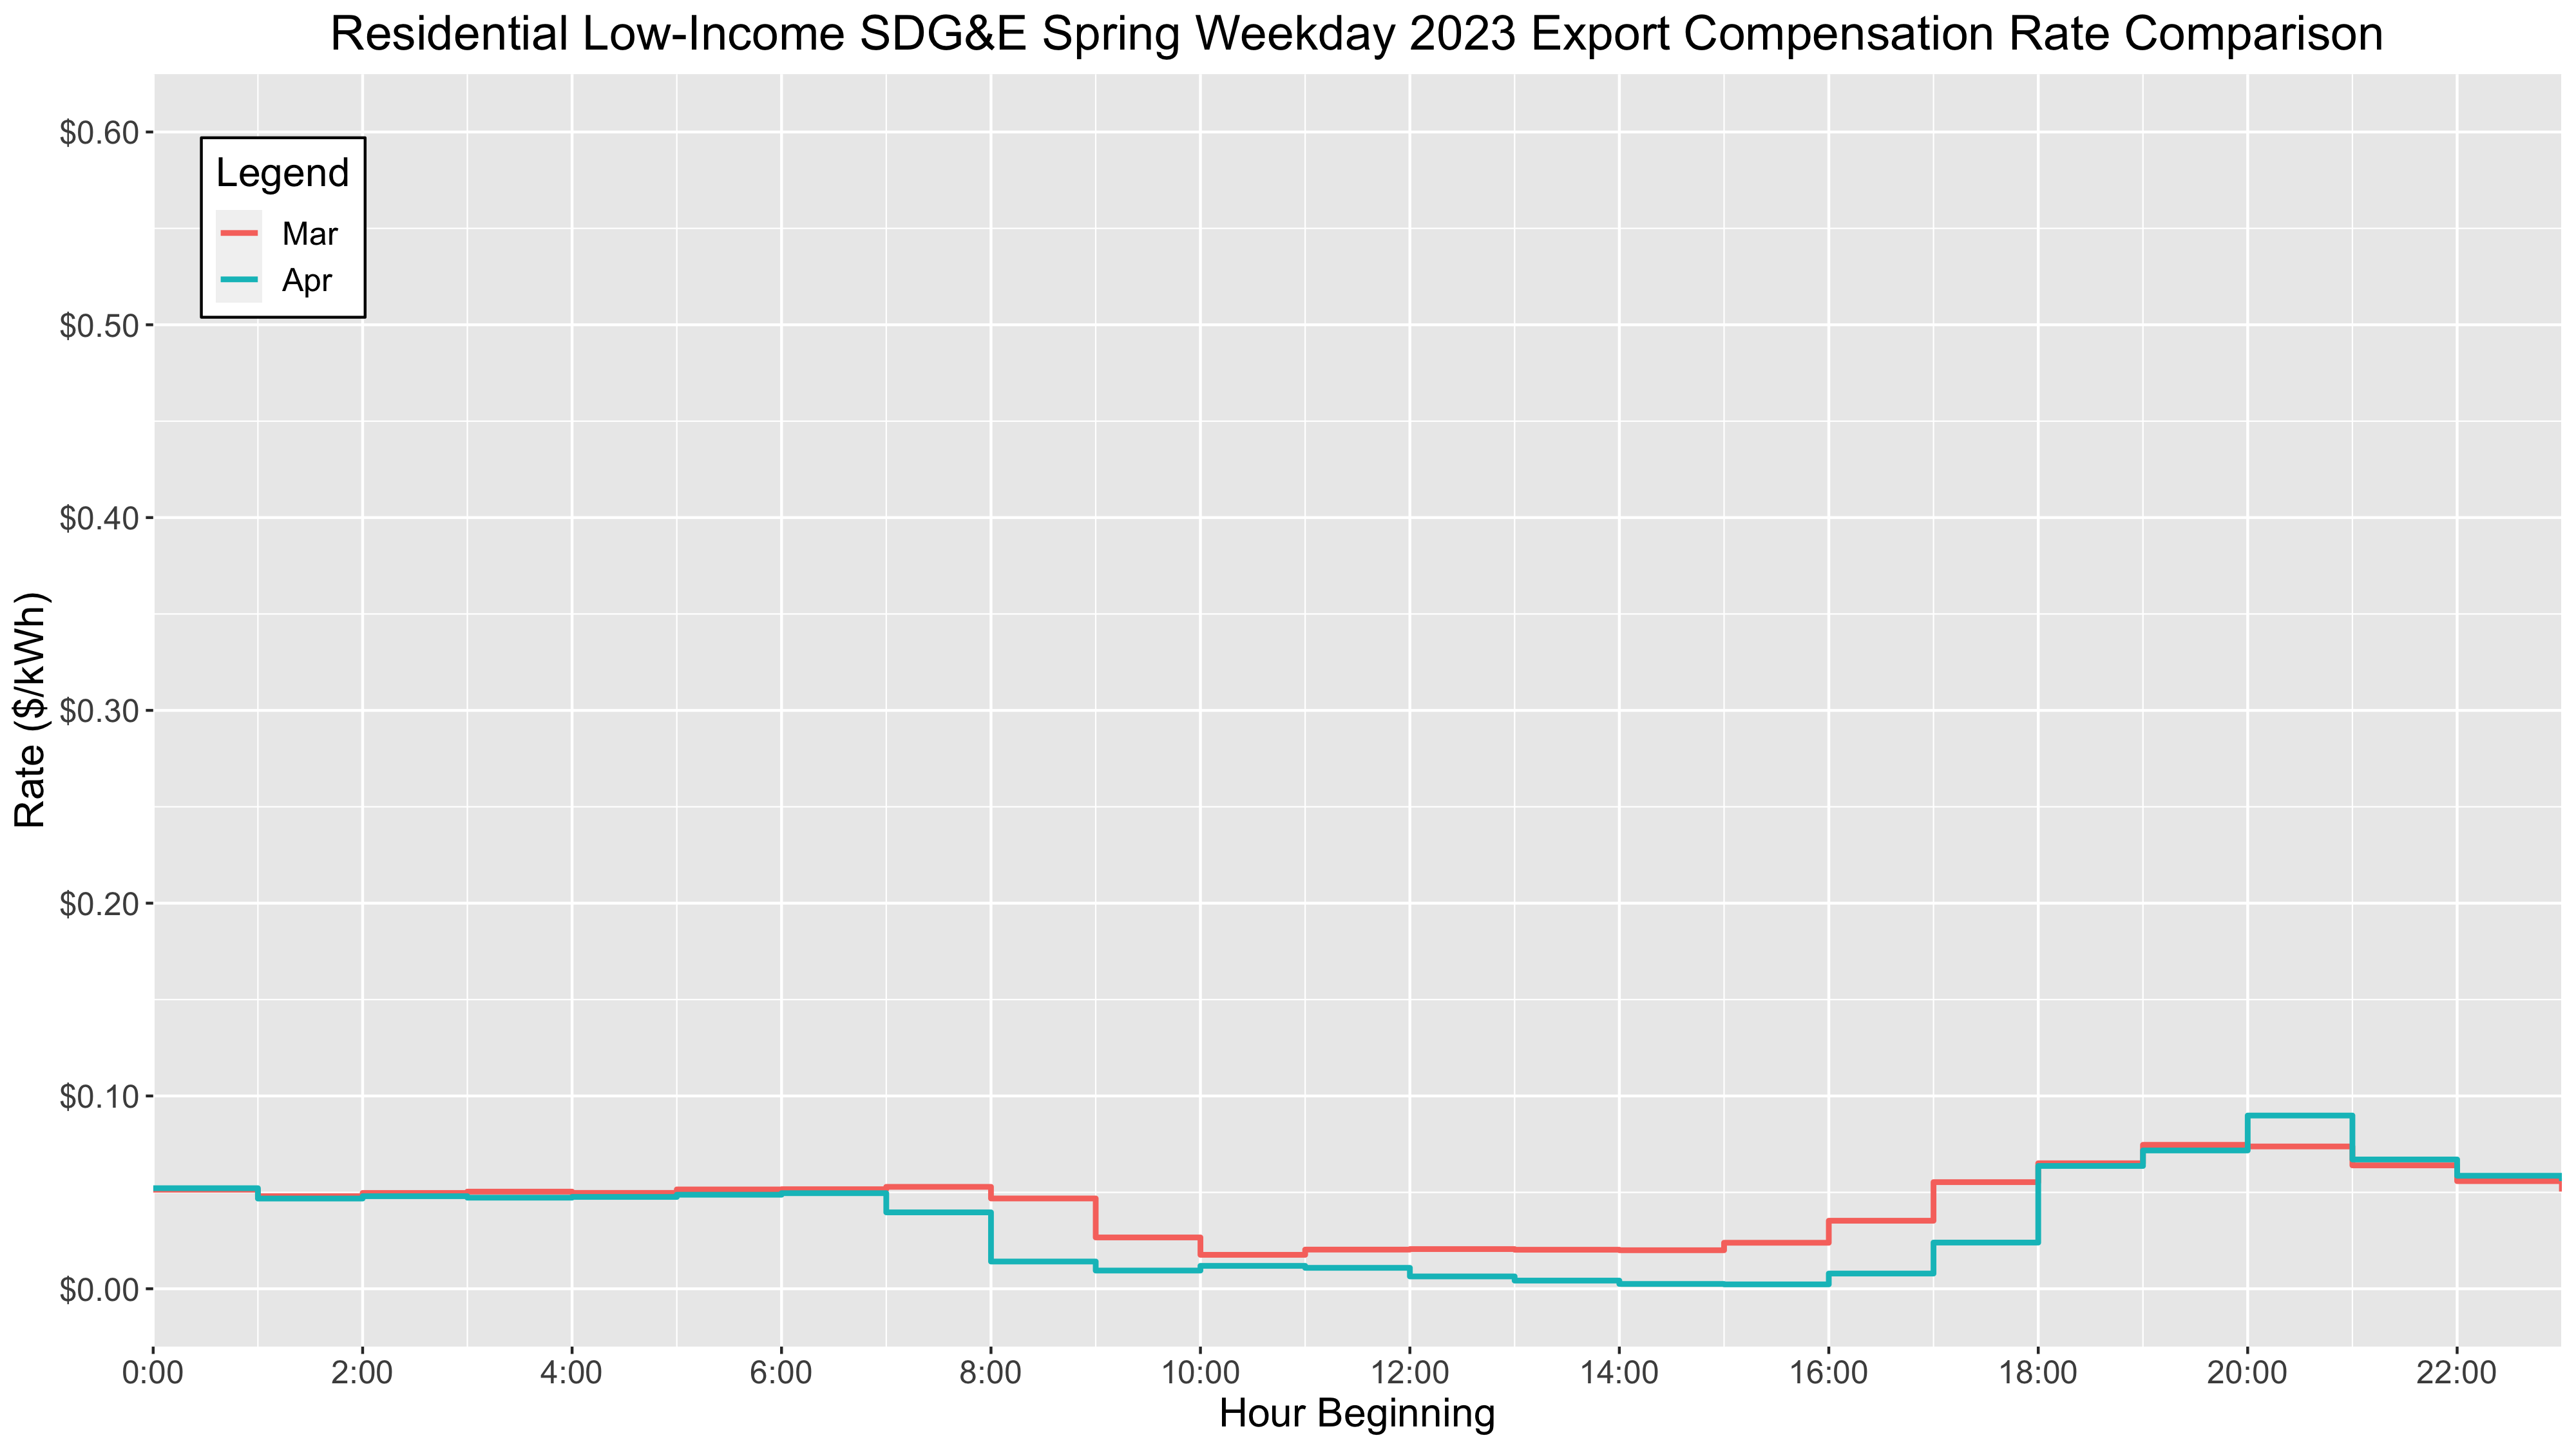 Residential Low-Income SDG&E Spring Weekday 2023 Export Compensation Rate Comparison
$0.60
Legend
Mar
Apr
$0.50
$0.40
$0.30
$0.20
$0.10
$0.00
Rate ($/kWh)
0:00 2:00 4:00 6:00 8:00 10:00 12:00 14:00 16:00 18:00 20:00 22:00
Hour Beginning